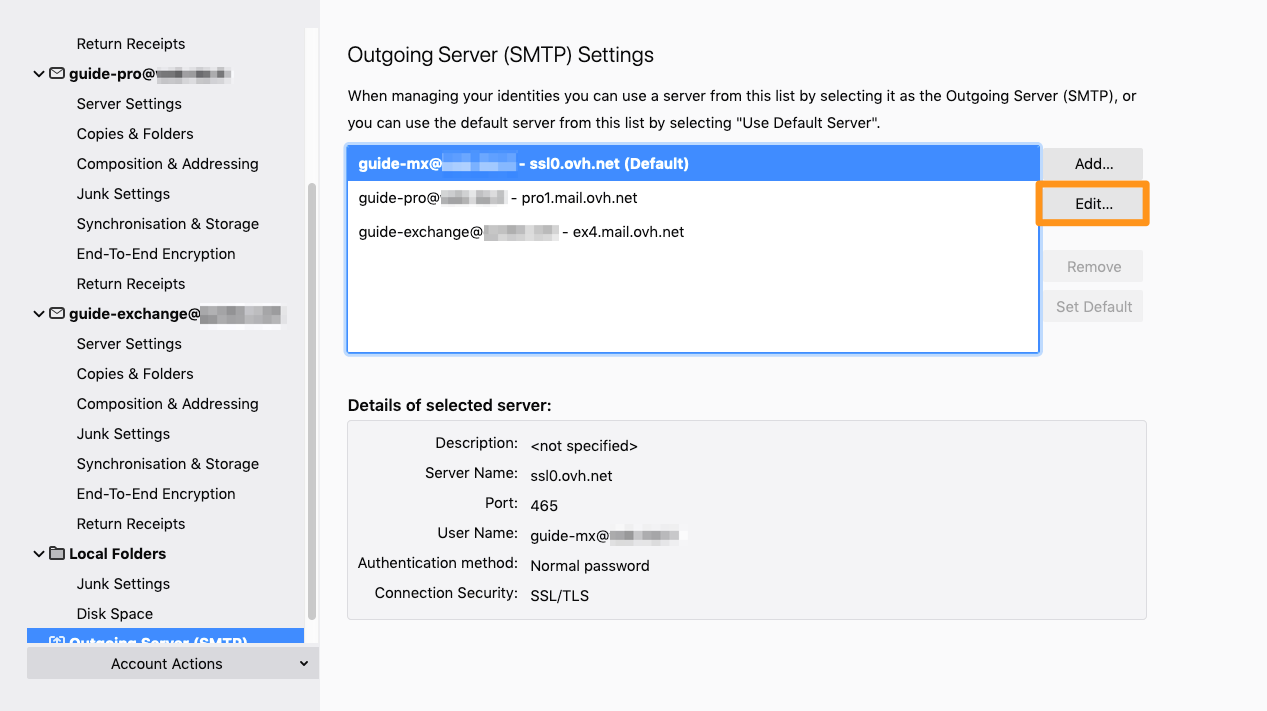 Return Receipts
guide-pro@
Server Settings
Copies & Folders
Composition & Addressing
Junk Settings
Synchronisation & Storage
End-To-End Encryption
Return Receipts
guide-exchange@
Server Settings
Copies & Folders
Composition & Addressing
Junk Settings
Synchronisation & Storage
End-To-End Encryption
Return Receipts
Local Folders
Junk Settings
Disk Space
Outgoing Server (SMTP)
Account Actions
Outgoing Server (SMTP) Settings
When managing your identities you can use a server from this list by selecting it as the Outgoing Server (SMTP), or
you can use the default server from this list by selecting "Use Default Server".
guide-mx@ - ssl0.ovh.net (Default)
guide-pro@ - pro1.mail.ovh.net
guide-exchange@ - ex4.mail.ovh.net
Add...
Edit...
Remove
Set Default
Details of selected server:
Description: <not specified>
Server Name: ssl0.ovh.net
Port: 465
User Name: guide-mx@
Authentication method: Normal password
Connection Security: SSL/TLS